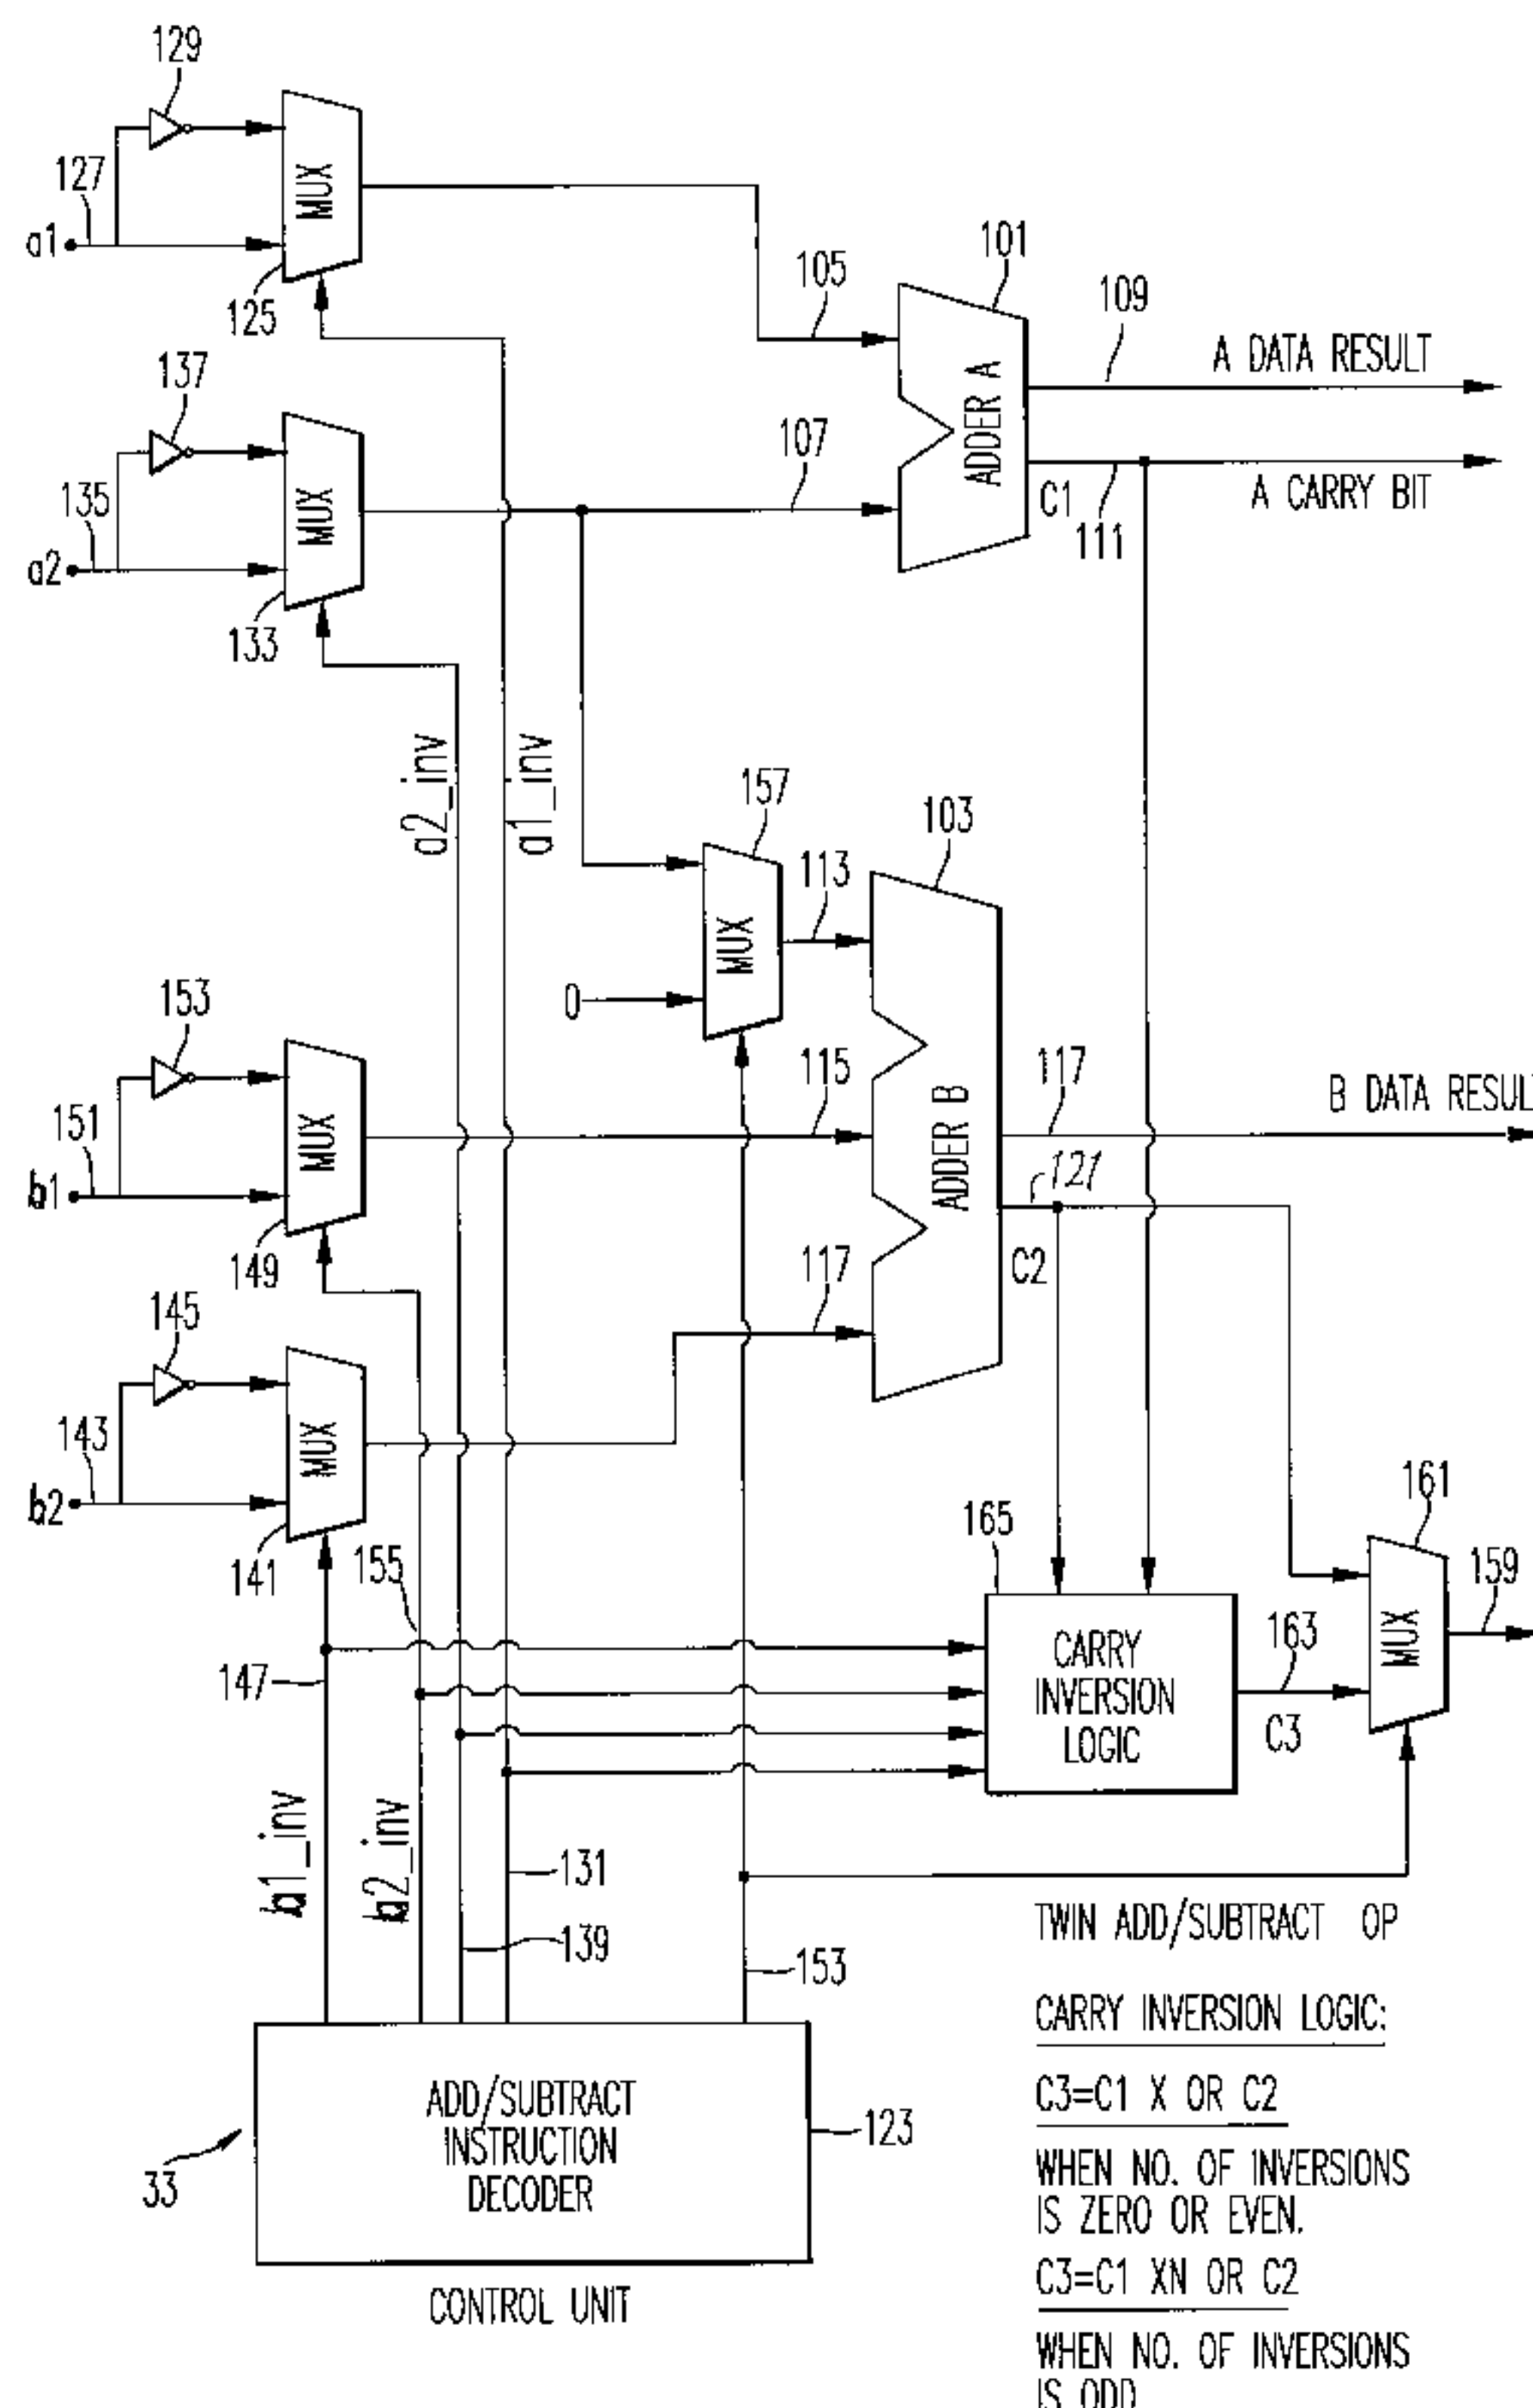 129
MUX
127
a1
125
101
105
109
A DATA RESULT
ADDER A
137
MUX
107
135
C1
A CARRY BIT
111
a2
133
a2_inv
a1_inv
157
103
113
MUX
0
153
115
117
B DATA RESUL
151
MUX
ADDER B
121
b1
149
117
C2
145
MUX
143
b2
161
165
141
155
159
CARRY
INVERSION
LOGIC
163
MUX
147
C3
131
139
153
TWIN ADD/SUBTRACT OP
CARRY INVERSION LOGIC:
ADD/SUBTRACT
INSTRUCTION
DECODER
123
33
C3=C1 X OR C2
WHEN NO. OF INVERSIONS
IS ZERO OR EVEN.
CONTROL UNIT
C3=C1 XN OR C2
WHEN NO. OF INVERSIONS
IS ODD